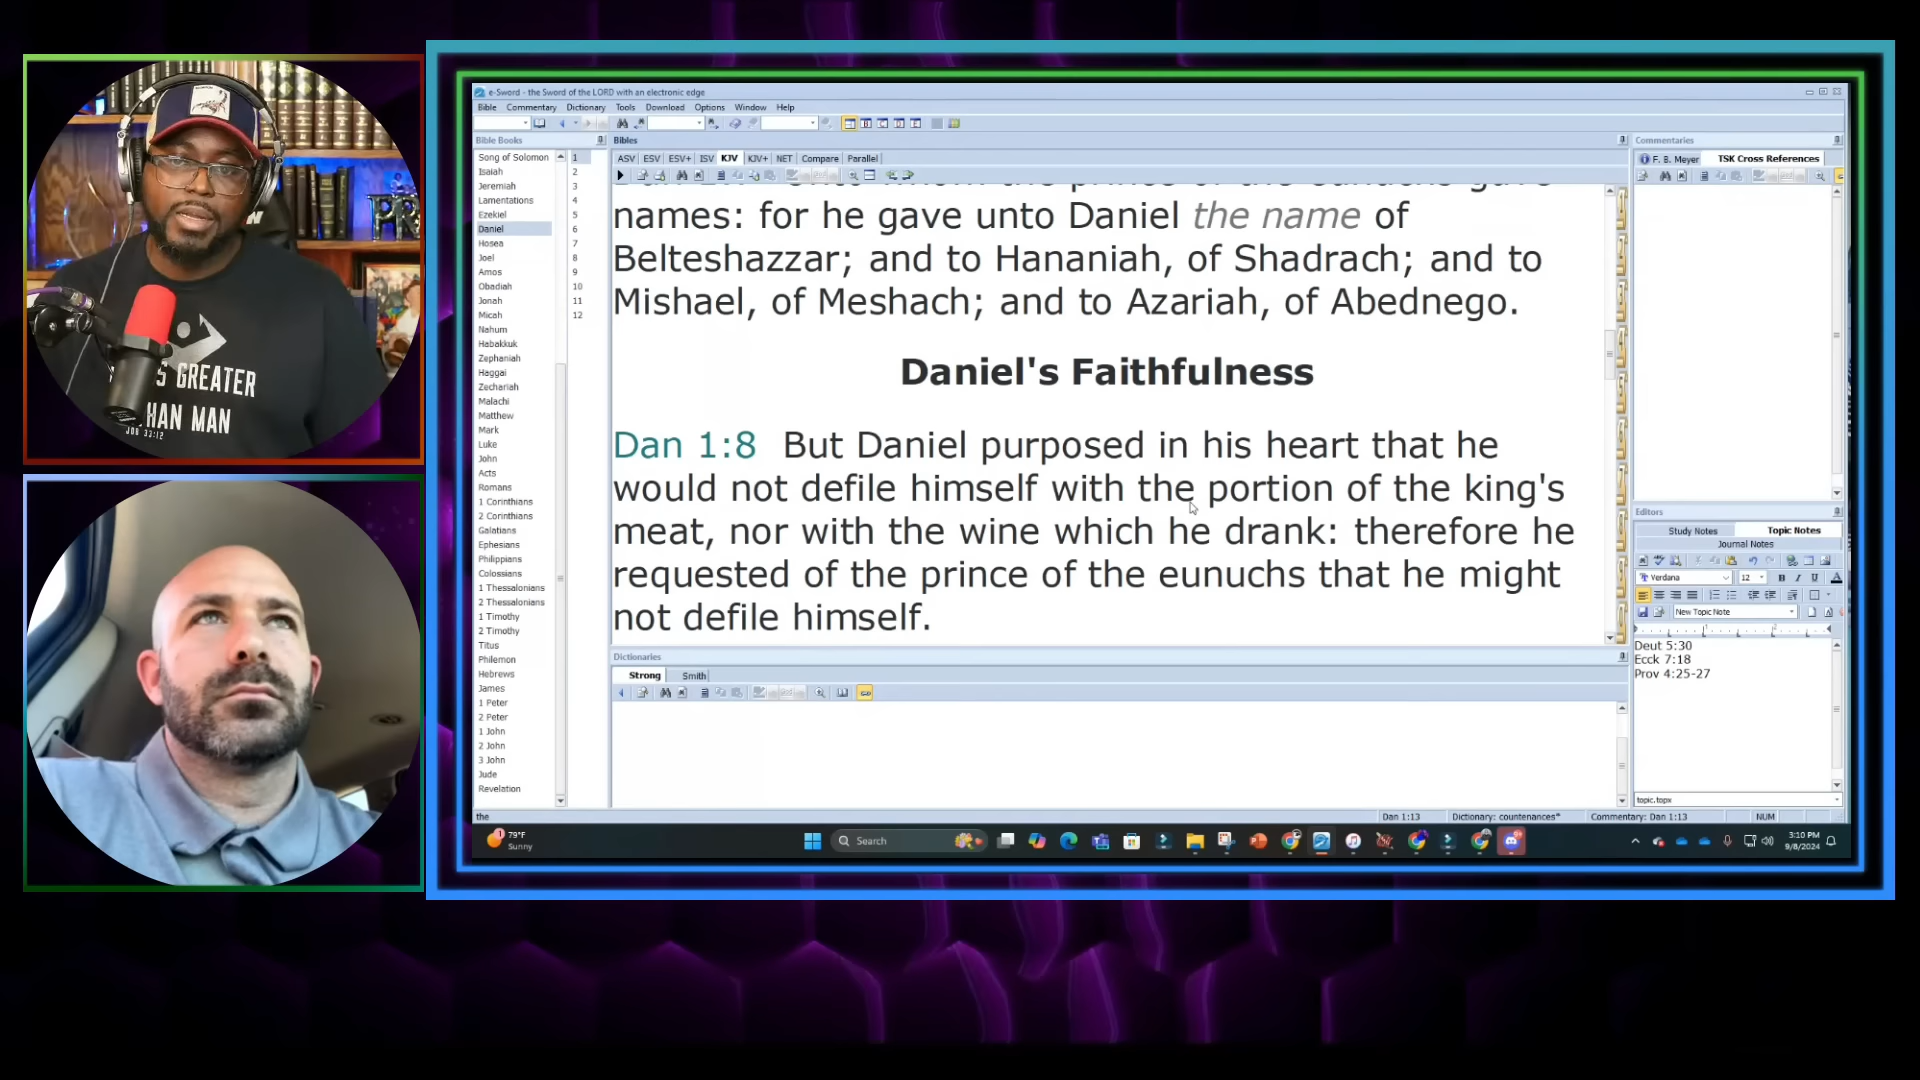 IS GREATER
THAN MAN
JOB 33:12
e-Sword - the Sword of the LORD with an electronic edge
Bible Commentary Dictionary Tools Download Options Window Help
Bible Books
Song of Solomon
Isaiah
Jeremiah
Lamentations
Ezekiel
Daniel
Hosea
Joel
Amos
Obadiah
Jonah
Micah
Nahum
Habakkuk
Zephaniah
Haggai
Zechariah
Malachi
Matthew
Mark
Luke
John
Acts
Romans
1 Corinthians
2 Corinthians
Galatians
Ephesians
Philippians
Colossians
1 Thessalonians
2 Thessalonians
1 Timothy
2 Timothy
Titus
Philemon
Hebrews
James
1 Peter
2 Peter
1 John
2 John
3 John
Jude
Revelation
1
2
3
4
5
6
7
8
9
10
11
12
Bibles
ASV ESV ESV+ ISV KJV KJV+ NET Compare Parallel
names: for he gave unto Daniel the name of
Belteshazzar; and to Hananiah, of Shadrach; and to
Mishael, of Meshach; and to Azariah, of Abednego.
Daniel's Faithfulness
Dan 1:8 But Daniel purposed in his heart that he
would not defile himself with the portion of the king's
meat, nor with the wine which he drank: therefore he
requested of the prince of the eunuchs that he might
not defile himself.
Dictionaries
Strong Smith
Commentaries
F. B. Meyer TSK Cross References
Editors
Study Notes Topic Notes
Journal Notes
Verdana 12 B I U A
New Topic Note
Deut 5:30
Ecck 7:18
Prov 4:25-27
topic.topx
the
Dan 1:13 Dictionary: countenances* Commentary: Dan 1:13 NUM
79°F
Sunny
Search
3:10 PM
9/8/2024